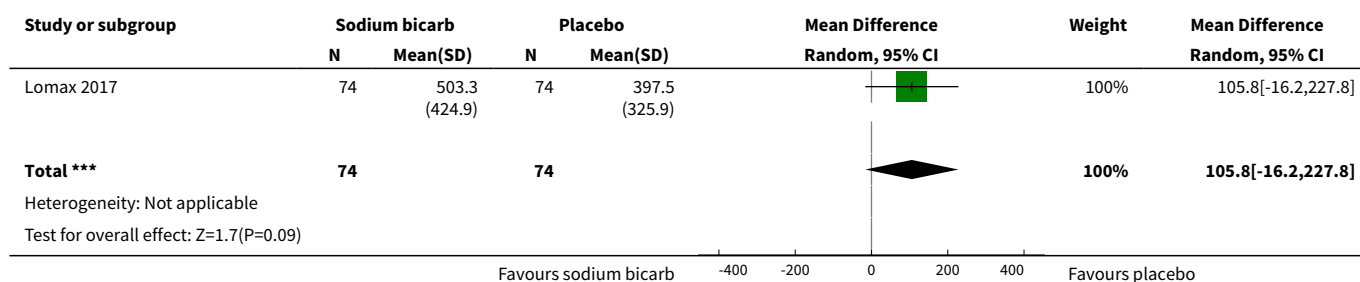 Study or subgroup Sodium bicarb Placebo Mean Difference Weight Mean Difference
N Mean(SD) N Mean(SD) Random, 95% CI Random, 95% CI
Lomax 2017 74 503.3 74 397.5 100% 105.8[-16.2,227.8]
(424.9) (325.9)
Total *** 74 74 100% 105.8[-16.2,227.8]
Heterogeneity: Not applicable
Test for overall effect: Z=1.7(P=0.09)
Favours sodium bicarb -400 -200 0 200 400 Favours placebo